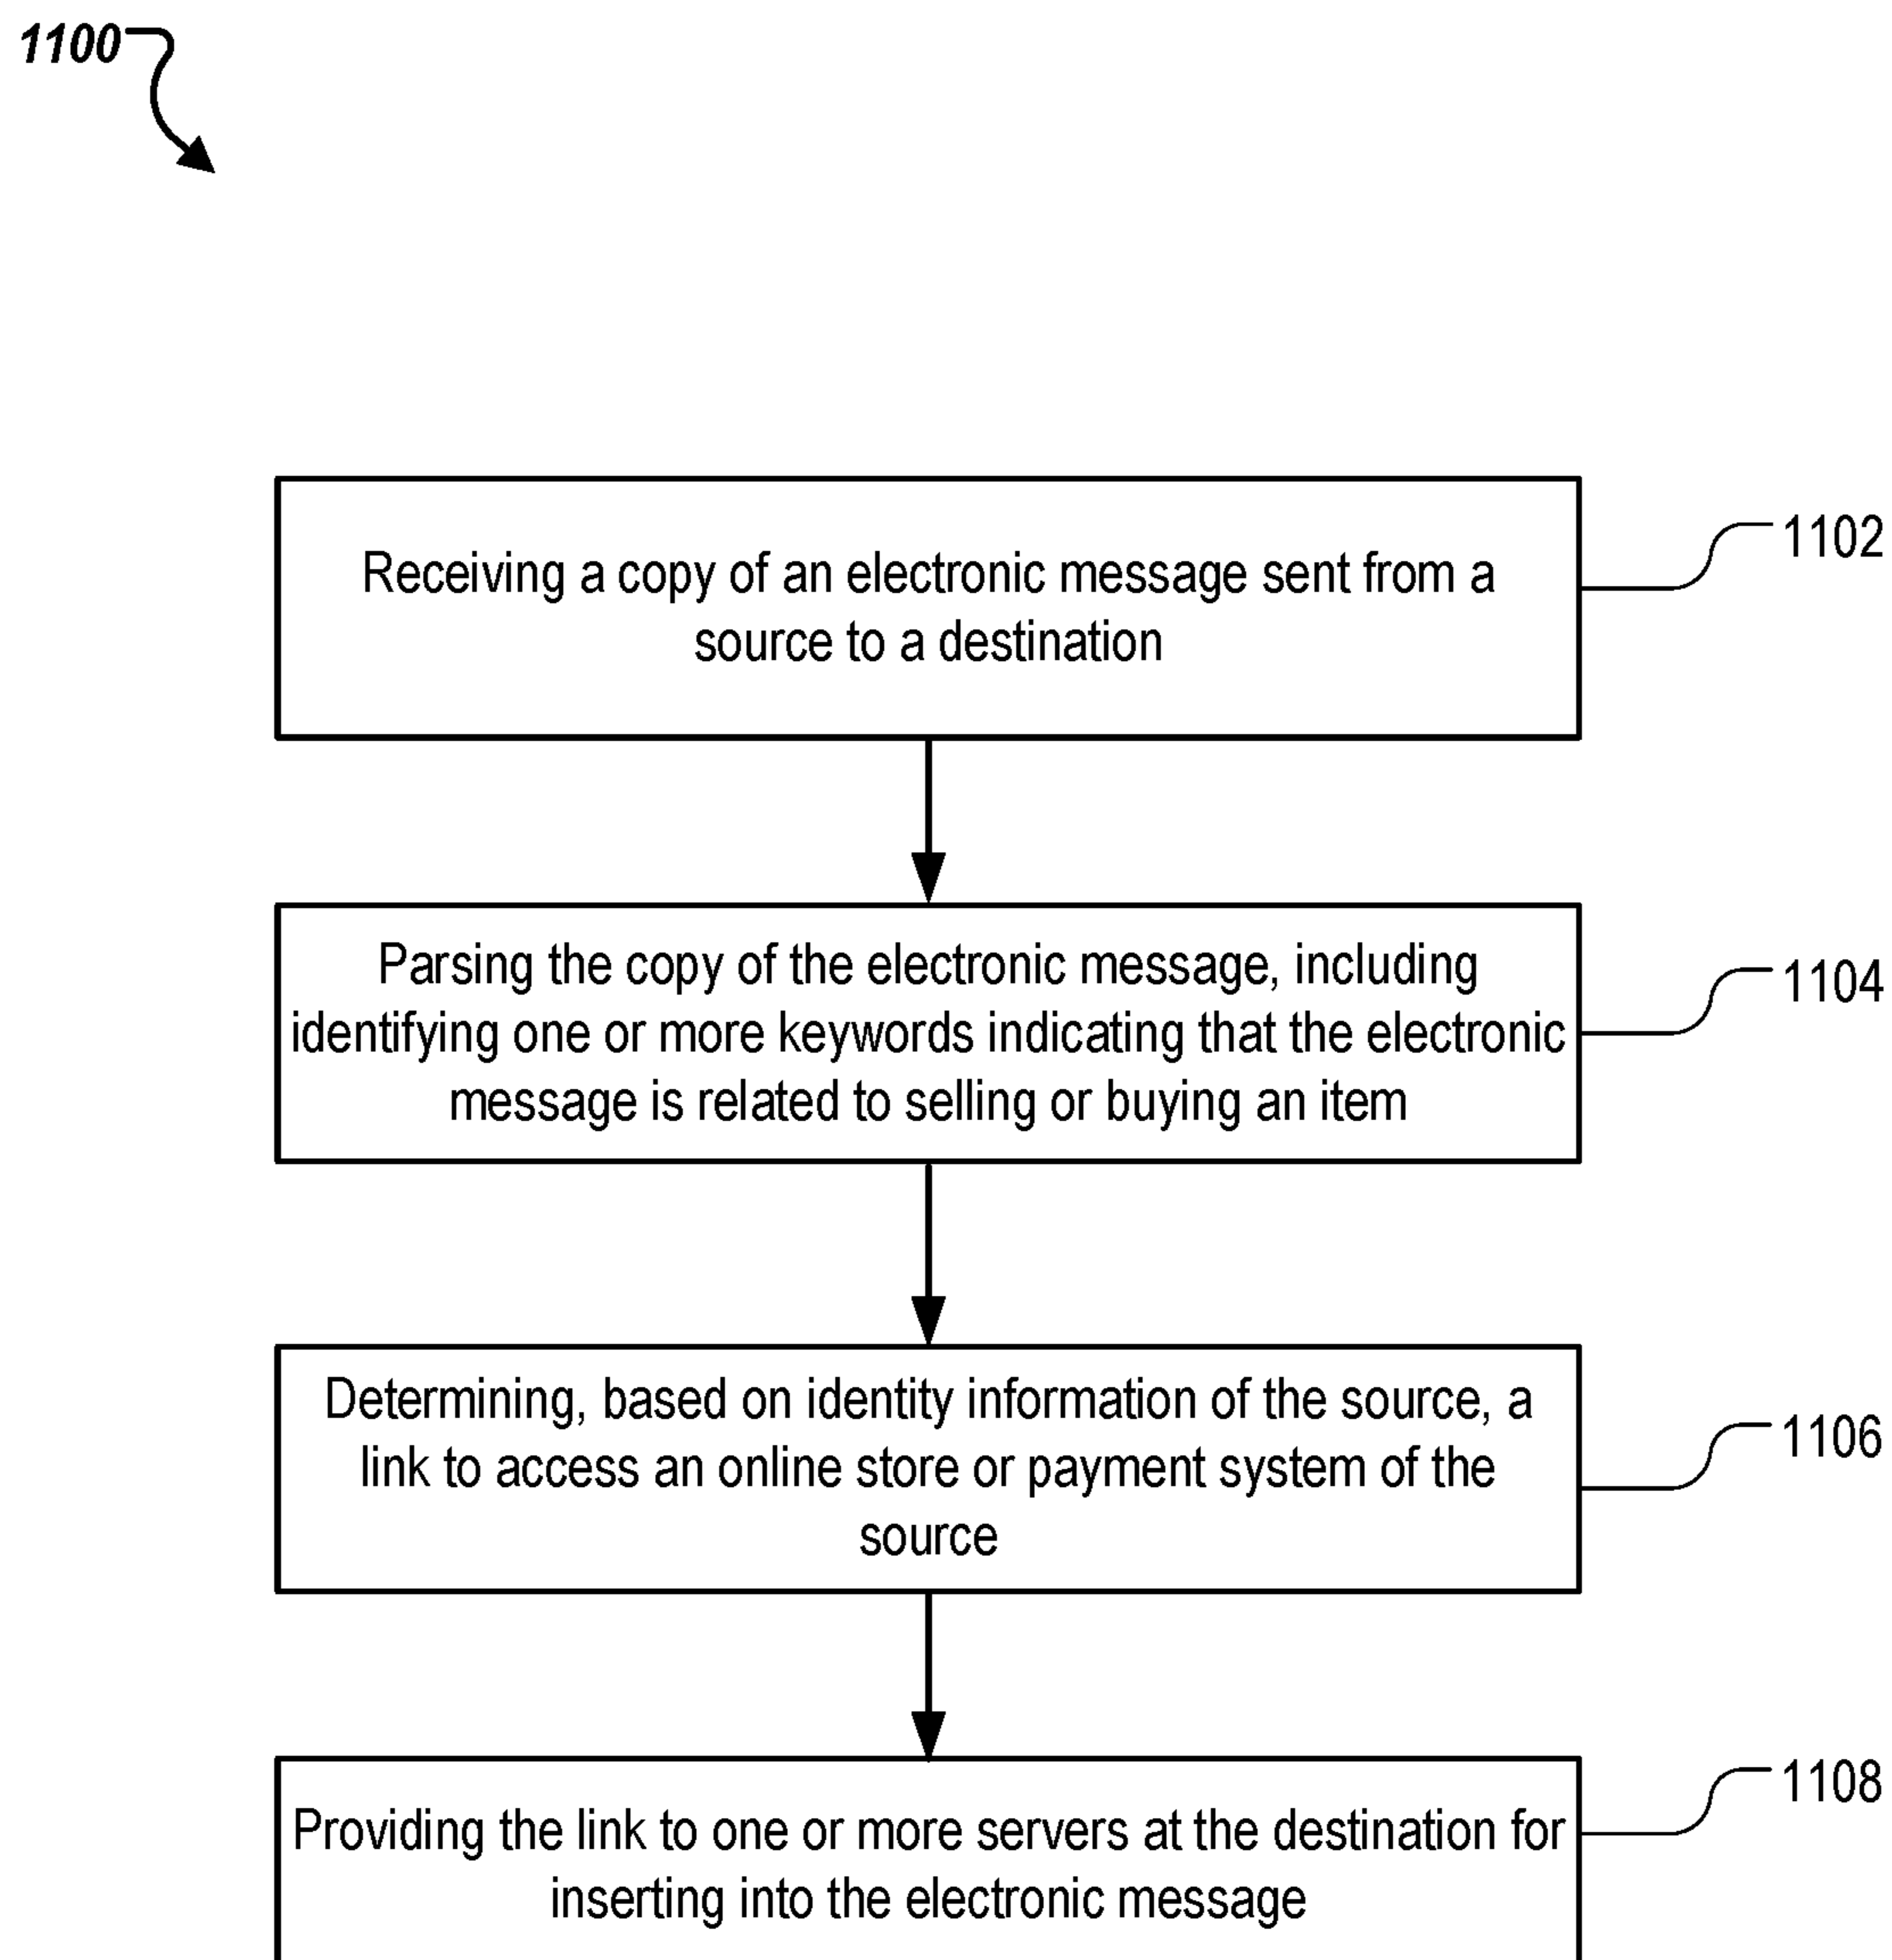 1100
Receiving a copy of an electronic message sent from a
source to a destination
1102
Parsing the copy of the electronic message, including
identifying one or more keywords indicating that the electronic
message is related to selling or buying an item
1104
Determining, based on identity information of the source, a
link to access an online store or payment system of the
source
1106
Providing the link to one or more servers at the destination for
inserting into the electronic message
1108